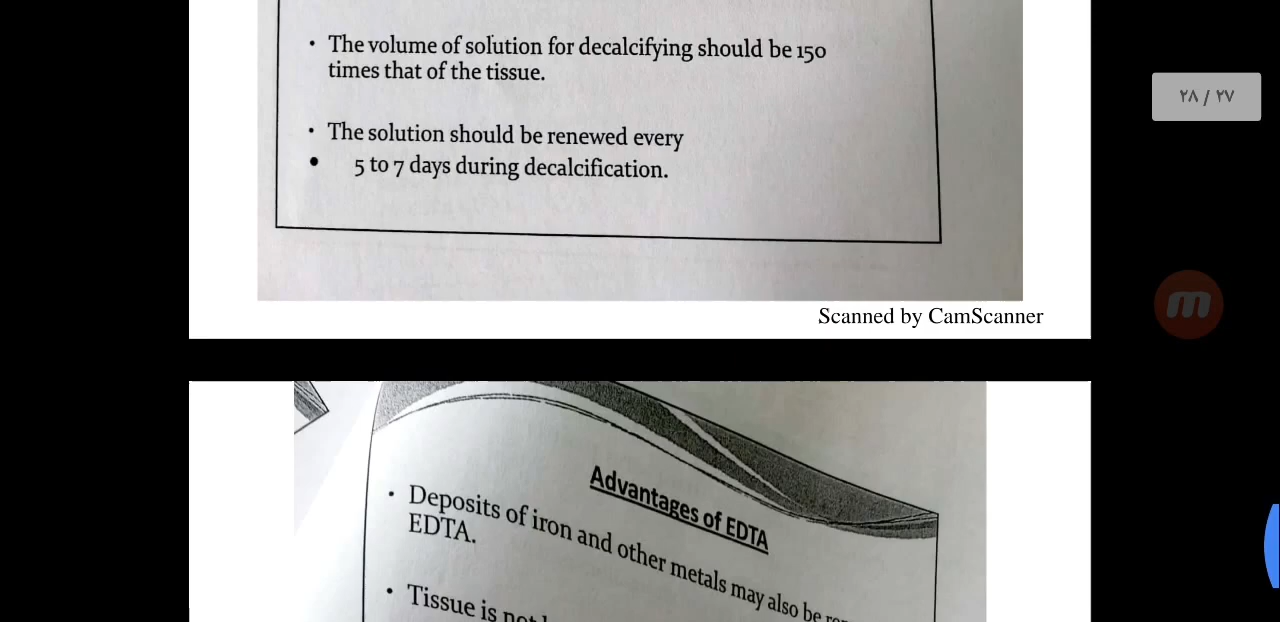 • The volume of solution for decalcifying should be 150
times that of the tissue.
• The solution should be renewed every
• 5 to 7 days during decalcification.
Scanned by CamScanner
٢٨ / ٢٧
Advantages of EDTA
• Deposits of iron and other metals may also be
EDTA.
• Tissue is not